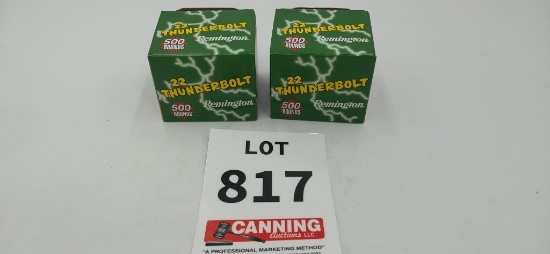 22
THUNDERBOLT
500
ROUNDS
Remington
22
THUNDERBOLT
500
ROUNDS
Remington
22
THUNDERBOLT
500
ROUNDS
Remington
22
THUNDERBOLT
500
ROUNDS
Remington
LOT
817
CANNING
Auctions LLC
"A PROFESSIONAL MARKETING METHOD"